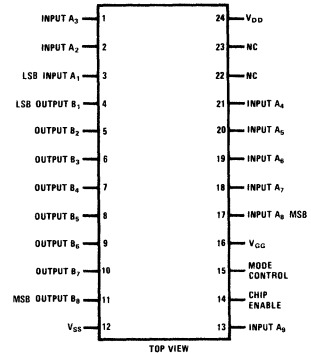 INPUT A3 1 24 VDD
INPUT A2 2 23 NC
LSB INPUT A1 3 22 NC
LSB OUTPUT B1 4 21 INPUT A4
OUTPUT B2 5 20 INPUT A5
OUTPUT B3 6 19 INPUT A6
OUTPUT B4 7 18 INPUT A7
OUTPUT B5 8 17 INPUT A8 MSB
OUTPUT B6 9 16 VGG
OUTPUT B7 10 15 MODE CONTROL
MSB OUTPUT B8 11 14 CHIP ENABLE
VSS 12 13 INPUT A9
TOP VIEW